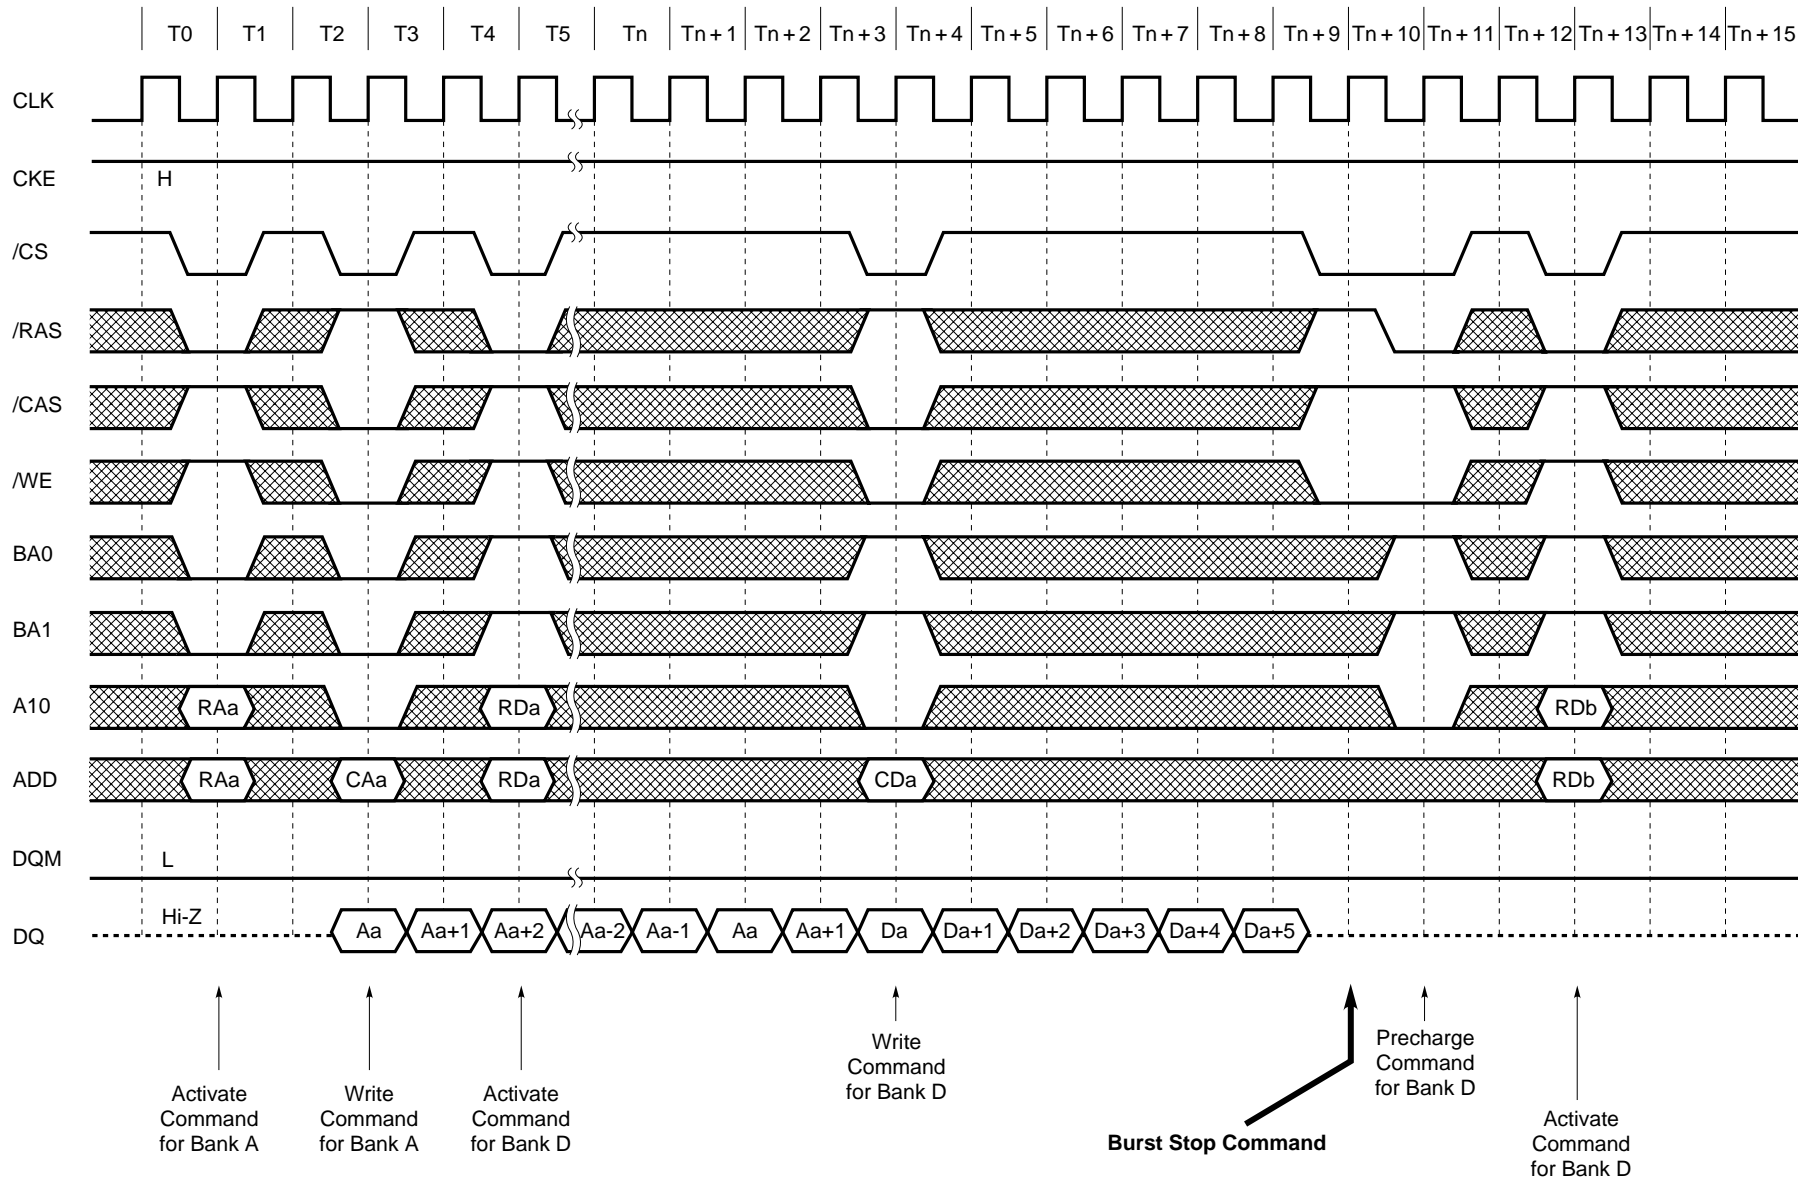 T0 T1 T2 T3 T4 T5 Tn Tn + 1 Tn + 2 Tn + 3 Tn + 4 Tn + 5 Tn + 6 Tn + 7 Tn + 8 Tn + 9 Tn + 10 Tn + 11 Tn + 12 Tn + 13 Tn + 14 Tn + 15
CLK
CKE H
/CS
/RAS
/CAS
/WE
BA0
BA1
A10 RAa RDa RDb
ADD RAa CAa RDa CDa RDb
DQM L
DQ Hi-Z Aa Aa+1 Aa+2 Aa-2 Aa-1 Aa Aa+1 Da Da+1 Da+2 Da+3 Da+4 Da+5
Activate
Command
for Bank A
Write
Command
for Bank A
Activate
Command
for Bank D
Write
Command
for Bank D
Burst Stop Command
Precharge
Command
for Bank D
Activate
Command
for Bank D